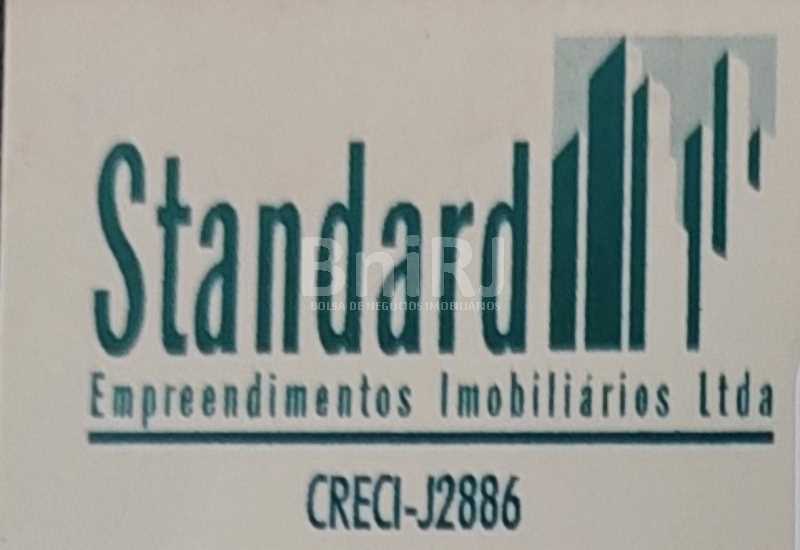 Standard
BniRJ
BOLSA DE NEGÓCIOS IMOBILIÁRIOS
Empreendimentos Imobiliários Ltda
CRECI-J2886